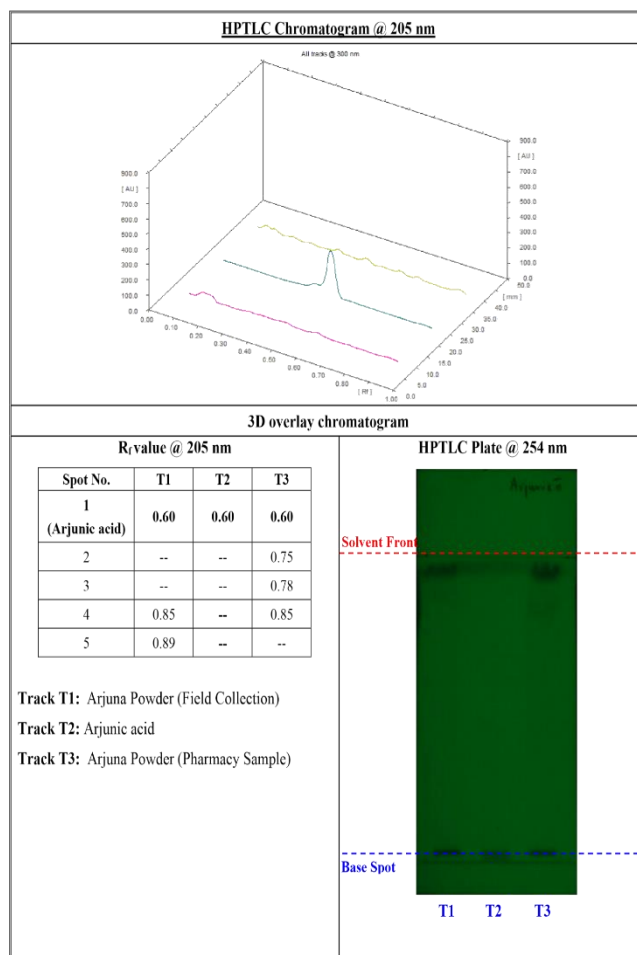 HPTLC Chromatogram @ 205 nm
All tracks @ 300 nm
900.0
[ AU ]
700.0
600.0
500.0
400.0
300.0
200.0
100.0
0.0
0.00
0.10
0.20
0.30
0.40
0.50
0.60
0.70
0.80
[ Rf ]
1.00
0.0
5.0
10.0
15.0
20.0
25.0
30.0
35.0
40.0
[ mm ]
50.0
900.0
[ AU ]
700.0
600.0
500.0
400.0
300.0
200.0
100.0
0.0
3D overlay chromatogram
Rf value @ 205 nm
Spot No. T1 T2 T3
1
(Arjunic acid) 0.60 0.60 0.60
2 -- -- 0.75
3 -- -- 0.78
4 0.85 -- 0.85
5 0.89 -- --
Track T1: Arjuna Powder (Field Collection)
Track T2: Arjunic acid
Track T3: Arjuna Powder (Pharmacy Sample)
HPTLC Plate @ 254 nm
Solvent Front
Base Spot
T1 T2 T3